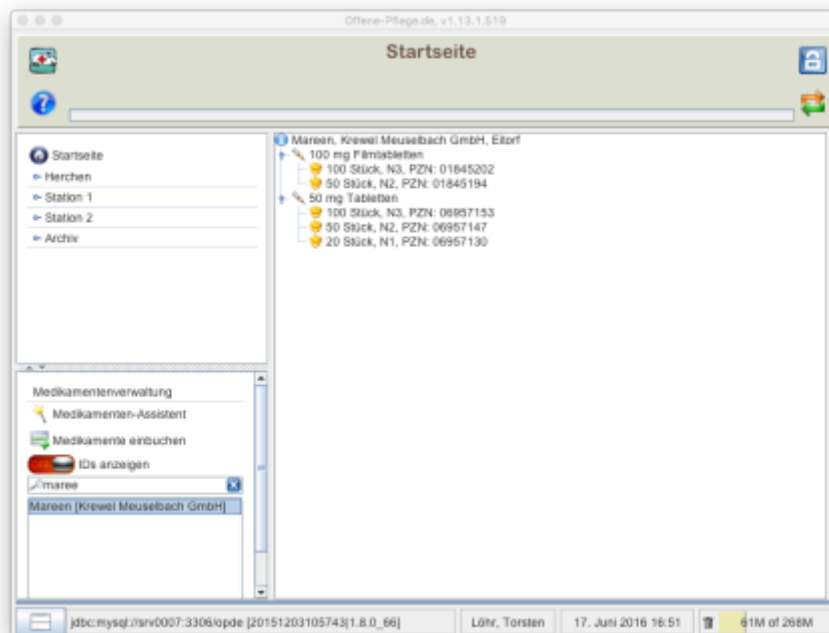 Offene-Pflege.de, v1.13.1.519
Startseite
Startseite
Herchen
Station 1
Station 2
Archiv
Mareen, Krewel Meuselbach GmbH, Eitorf
100 mg Filmtabletten
100 Stück, N3, PZN: 01845202
50 Stück, N2, PZN: 01845194
50 mg Tabletten
100 Stück, N3, PZN: 06957153
50 Stück, N2, PZN: 06957147
20 Stück, N1, PZN: 06957130
Medikamentenverwaltung
Medikamenten-Assistent
Medikamente einbuchen
IDs anzeigen
maree
Mareen [Krewel Meuselbach GmbH]
jdbc:mysql://srv0007:3306/opde [20151203105743|1.8.0_66]
Löhr, Torsten
17. Juni 2016 16:51
61M of 268M